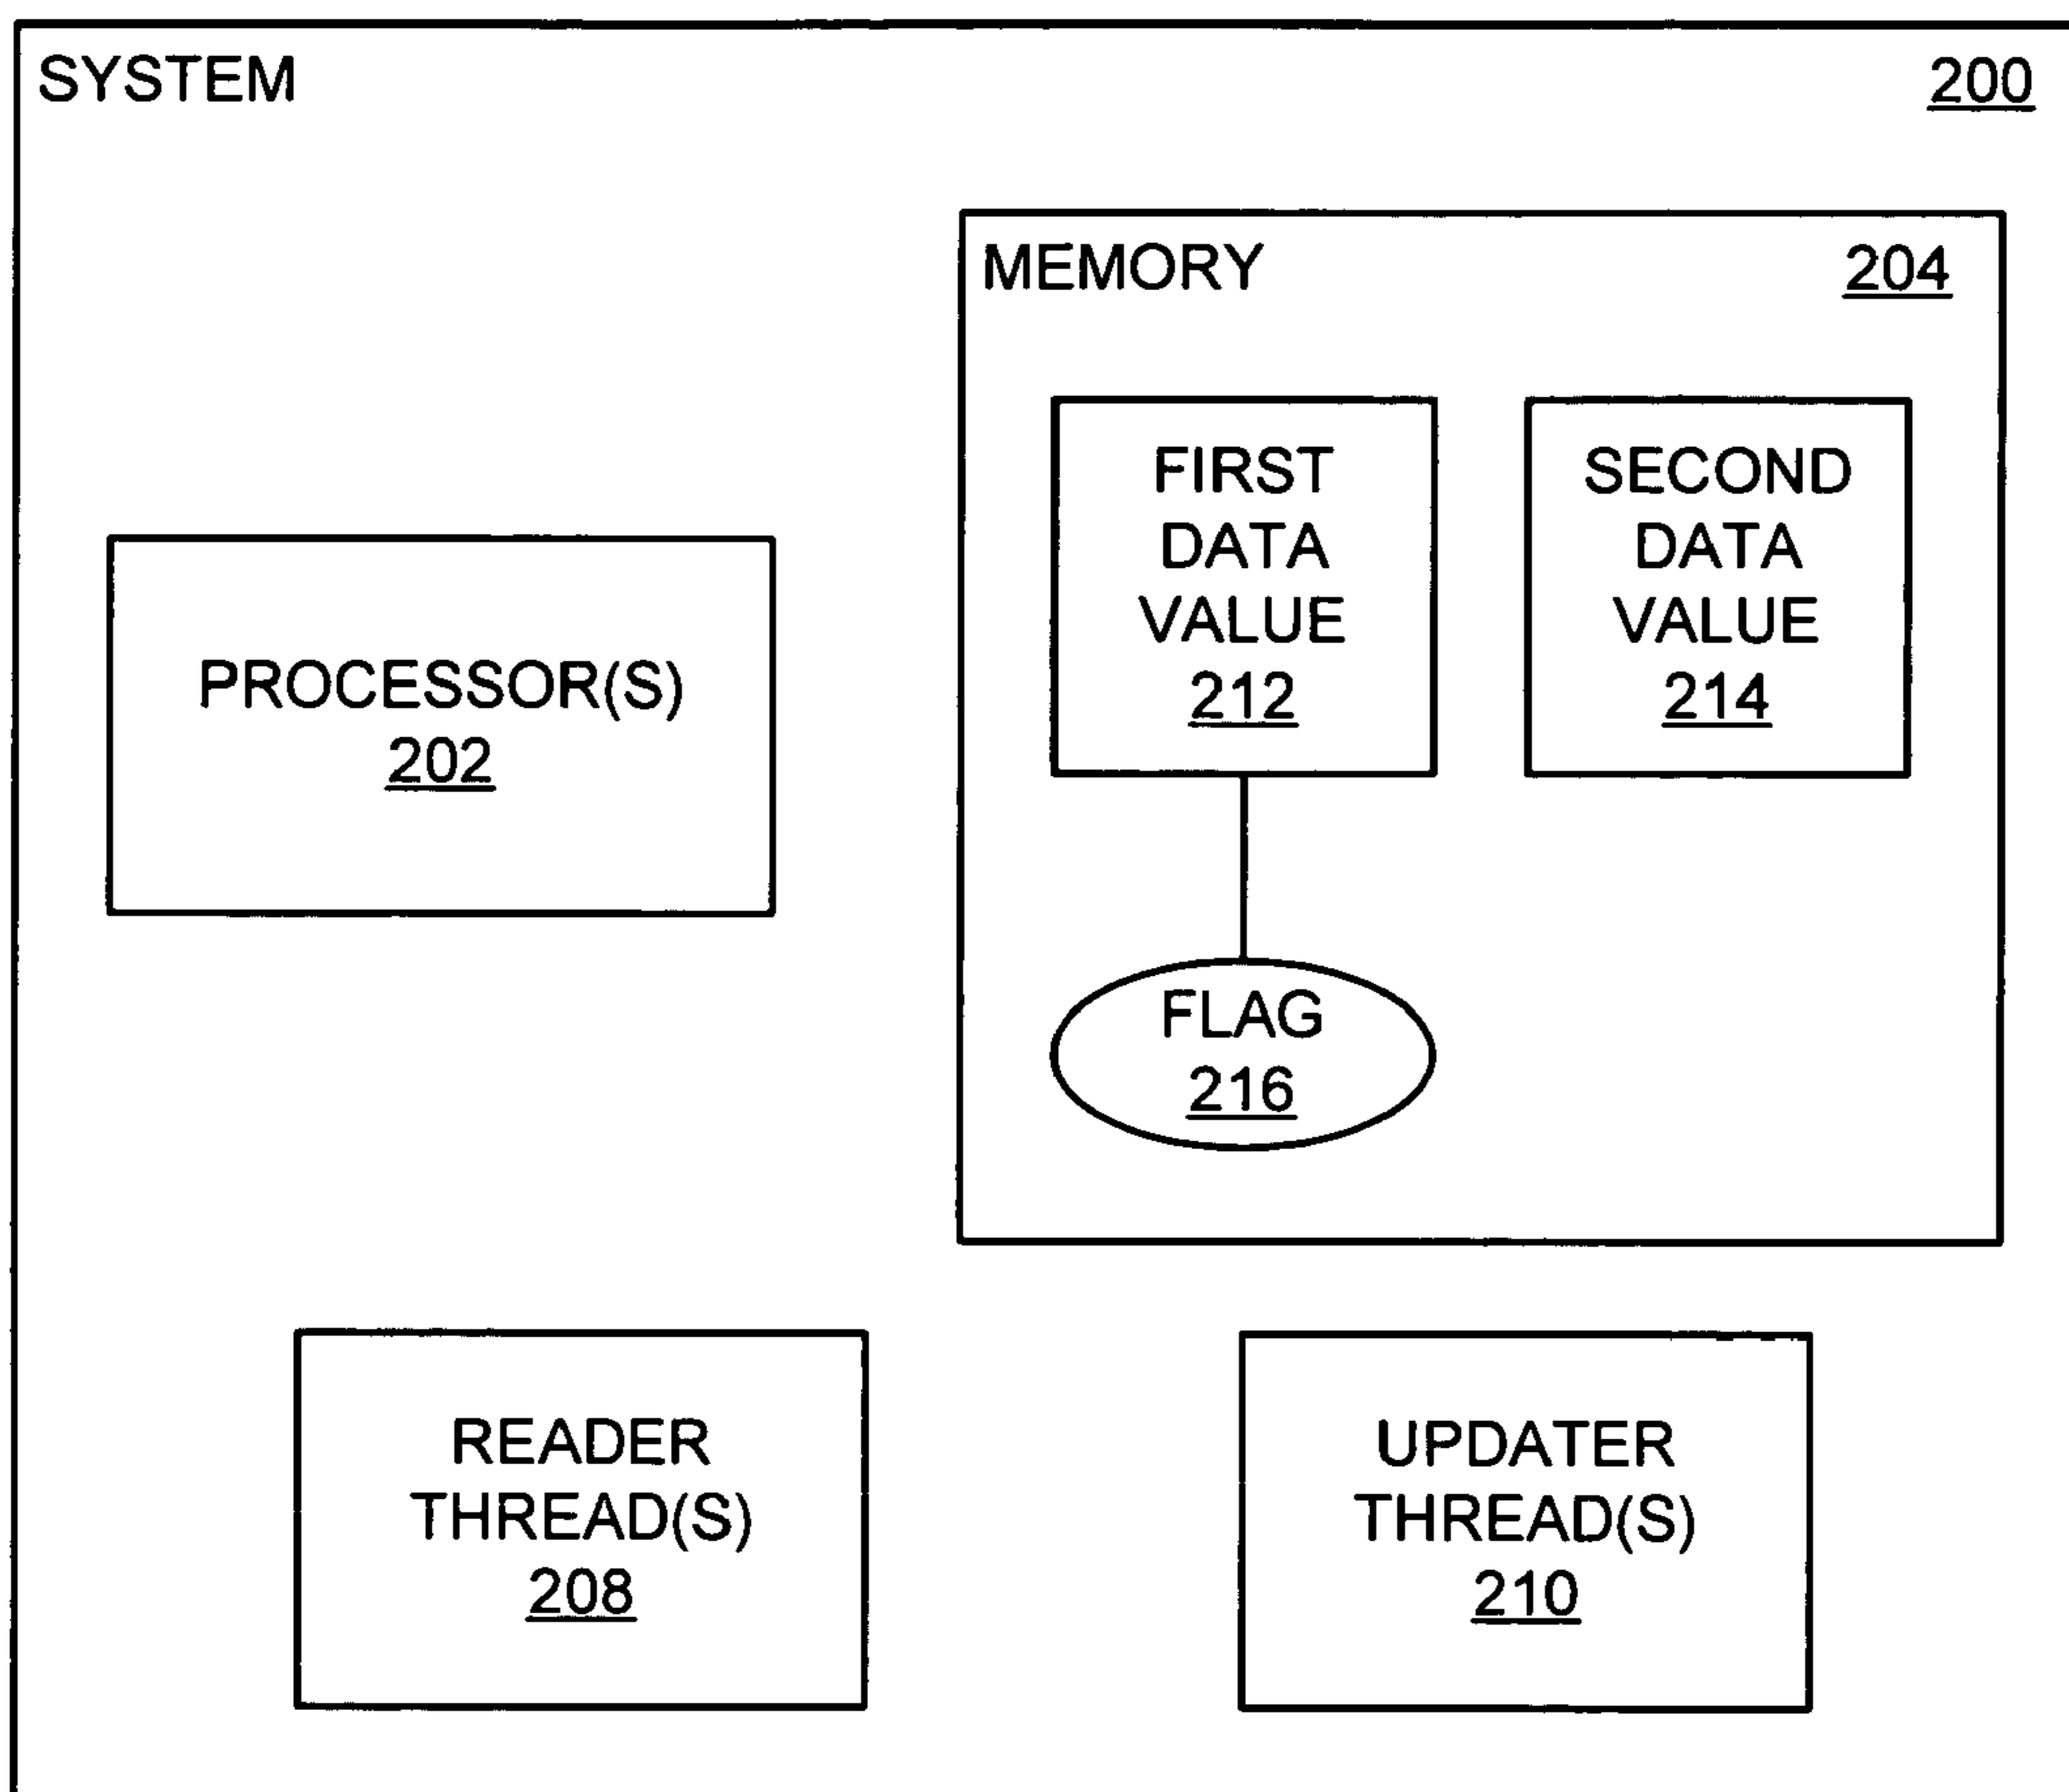 SYSTEM
200
MEMORY
204
FIRST
DATA
VALUE
212
SECOND
DATA
VALUE
214
PROCESSOR(S)
202
FLAG
216
READER
THREAD(S)
208
UPDATER
THREAD(S)
210